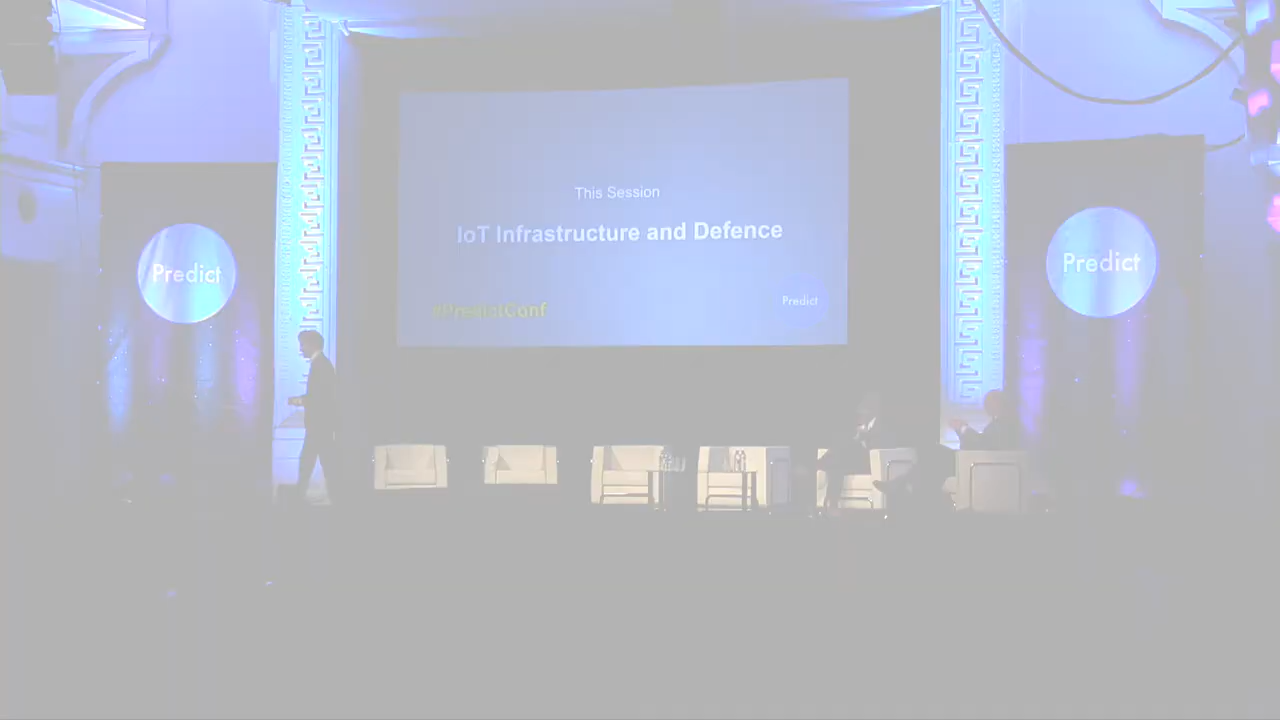 This Session
IoT Infrastructure and Defence
#PredictConf
Predict
Predict
Predict